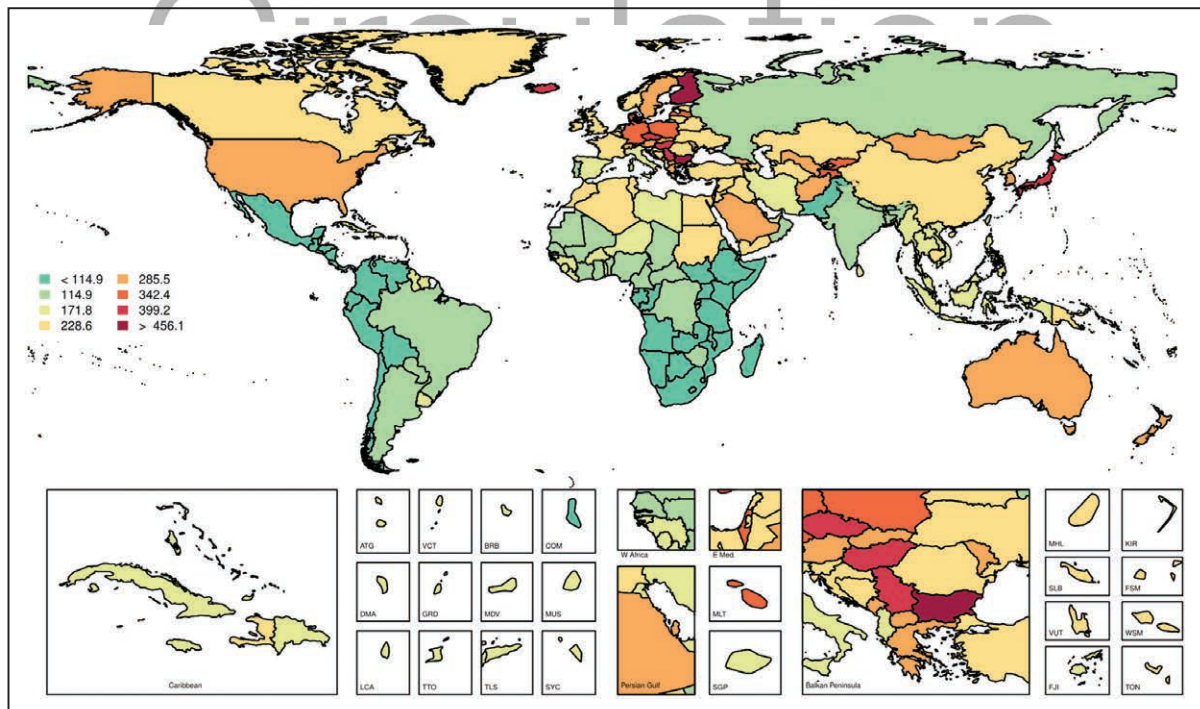 Circulation
< 114.9
114.9
171.8
228.6
285.5
342.4
399.2
> 456.1
Caribbean
ATG
VCT
BRB
COM
DMA
GRD
MDV
MUS
LCA
TTO
TLS
SYC
W Africa
E Med.
Persian Gulf
MLT
SGP
Balkan Peninsula
MHL
KIR
SLB
FSM
VUT
WSM
FJI
TON